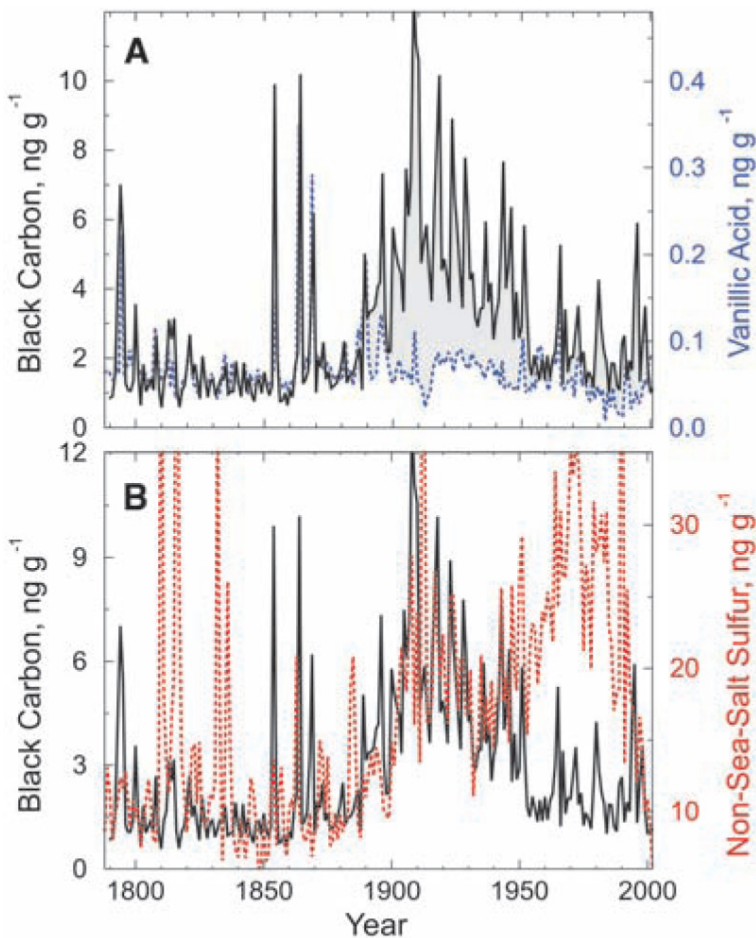 A
Black Carbon, ng g -1
10
8
6
4
2
0
Vanillic Acid, ng g -1
0.4
0.3
0.2
0.1
0.0
B
Black Carbon, ng g -1
12
9
6
3
0
Non-Sea-Salt Sulfur, ng g -1
30
20
10
1800 1850 1900 1950 2000
Year